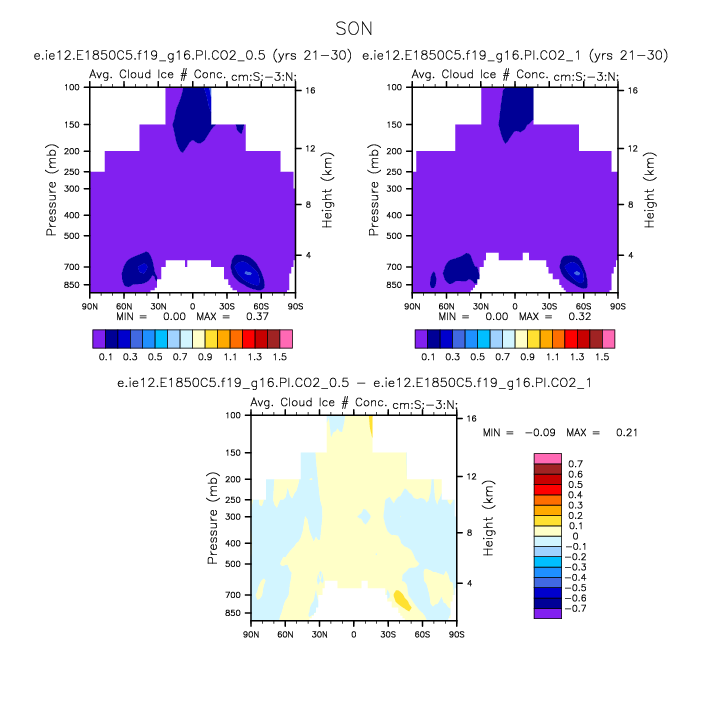 SON
e.ie12.E1850C5.f19_g16.PI.CO2_0.5 (yrs 21−30) e.ie12.E1850C5.f19_g16.PI.CO2_1 (yrs 21−30)
Avg. Cloud Ice # Conc. cm:S:−3:N: Avg. Cloud Ice # Conc. cm:S:−3:N:
100 150 200 250 300 400 500 700 850
Pressure (mb)
16 12 8 4
Height (km)
90N 60N 30N 0 30S 60S 90S
MIN = 0.00 MAX = 0.37
0.1 0.3 0.5 0.7 0.9 1.1 1.3 1.5
100 150 200 250 300 400 500 700 850
Pressure (mb)
16 12 8 4
Height (km)
90N 60N 30N 0 30S 60S 90S
MIN = 0.00 MAX = 0.32
0.1 0.3 0.5 0.7 0.9 1.1 1.3 1.5
e.ie12.E1850C5.f19_g16.PI.CO2_0.5 − e.ie12.E1850C5.f19_g16.PI.CO2_1
Avg. Cloud Ice # Conc. cm:S:−3:N:
100 150 200 250 300 400 500 700 850
Pressure (mb)
16 12 8 4
Height (km)
90N 60N 30N 0 30S 60S 90S
MIN = −0.09 MAX = 0.21
0.7
0.6
0.5
0.4
0.3
0.2
0.1
0
−0.1
−0.2
−0.3
−0.4
−0.5
−0.6
−0.7